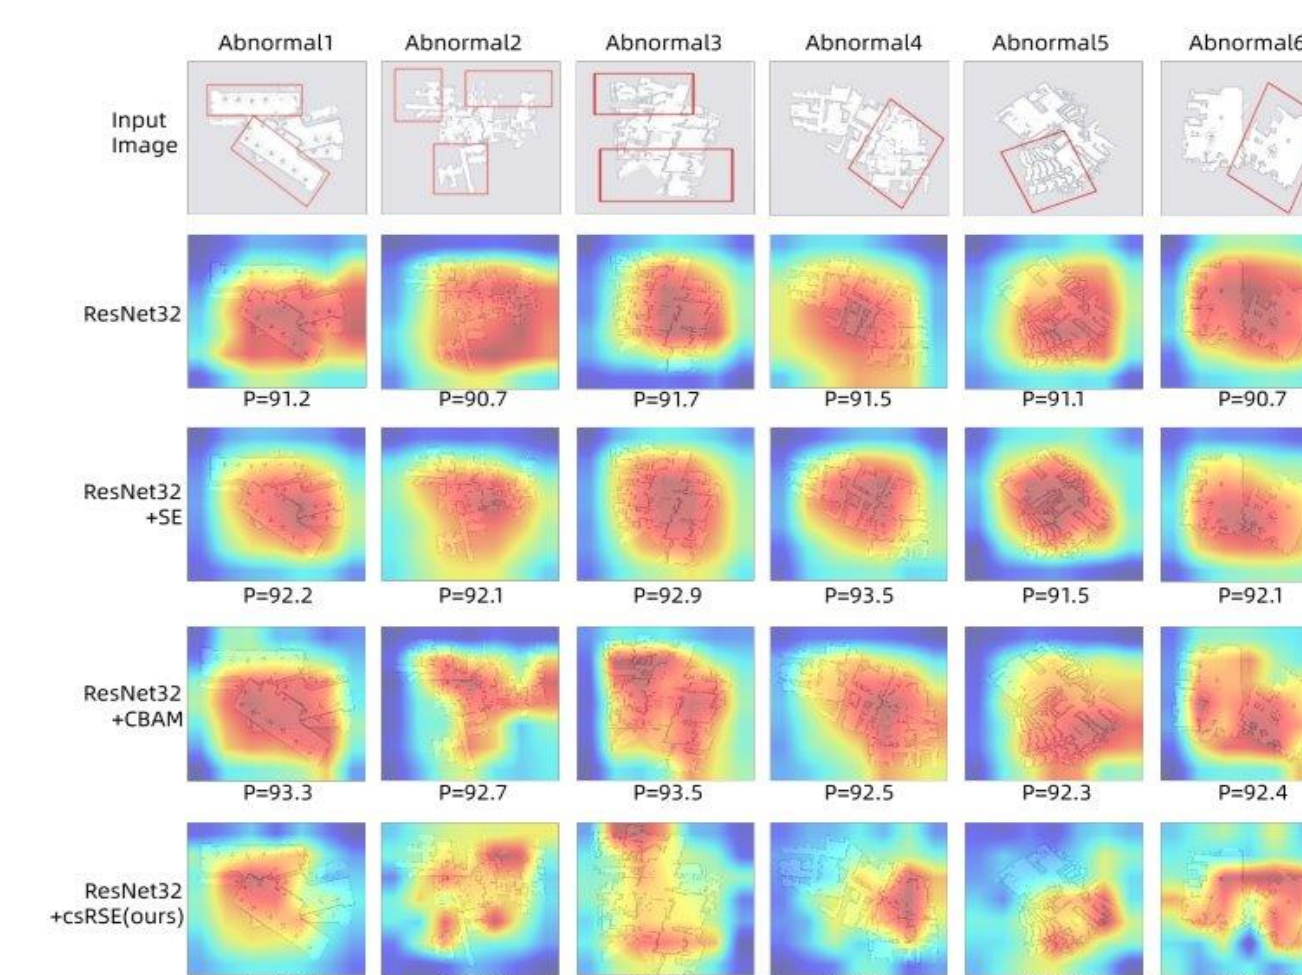 Abnormal1 Abnormal2 Abnormal3 Abnormal4 Abnormal5 Abnormal6
Input
Image
ResNet32
P=91.2 P=90.7 P=91.7 P=91.5 P=91.1 P=90.7
ResNet32
+SE
P=92.2 P=92.1 P=92.9 P=93.5 P=91.5 P=92.1
ResNet32
+CBAM
P=93.3 P=92.7 P=93.5 P=92.5 P=92.3 P=92.4
ResNet32
+csRSE(ours)